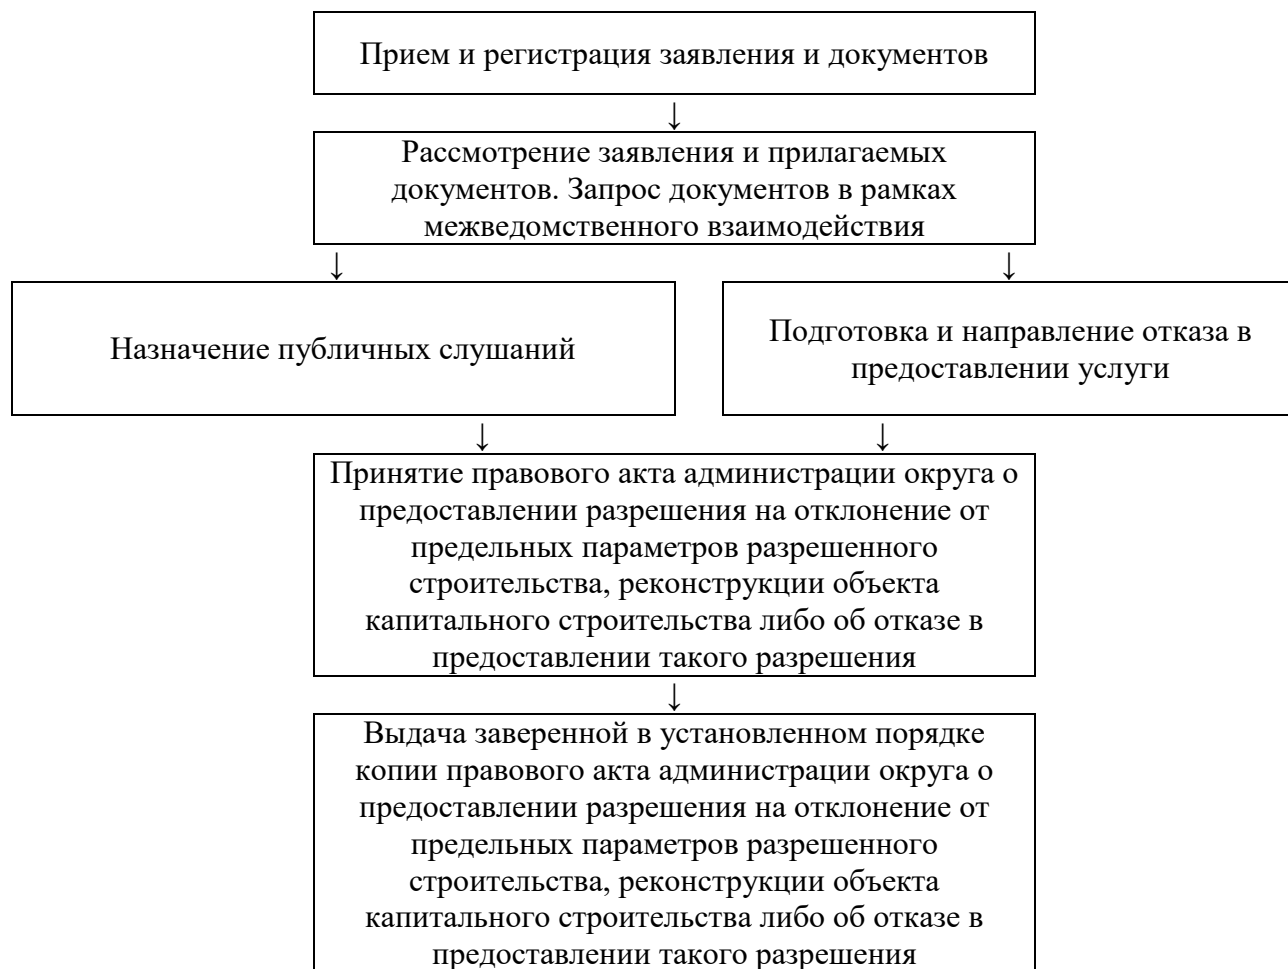 Прием и регистрация заявления и документов
↓
Рассмотрение заявления и прилагаемых
документов. Запрос документов в рамках
межведомственного взаимодействия
↓ ↓
Назначение публичных слушаний
Подготовка и направление отказа в
предоставлении услуги
↓ ↓
Принятие правового акта администрации округа о
предоставлении разрешения на отклонение от
предельных параметров разрешенного
строительства, реконструкции объекта
капитального строительства либо об отказе в
предоставлении такого разрешения
↓
Выдача заверенной в установленном порядке
копии правового акта администрации округа о
предоставлении разрешения на отклонение от
предельных параметров разрешенного
строительства, реконструкции объекта
капитального строительства либо об отказе в
предоставлении такого разрешения